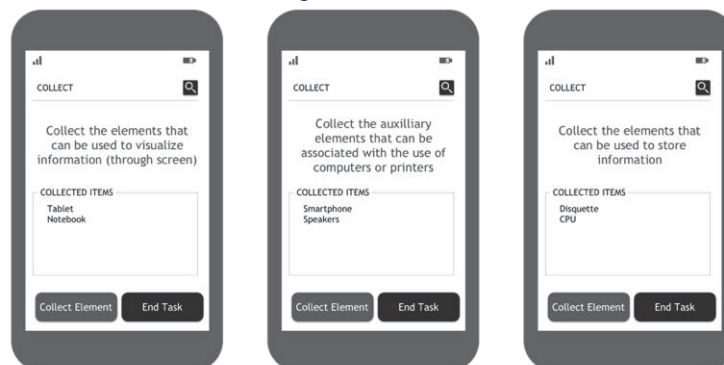 COLLECT
Collect the elements that
can be used to visualize
information (through screen)
COLLECTED ITEMS
Tablet
Notebook
Collect Element
End Task
COLLECT
Collect the auxilliary
elements that can be
associated with the use of
computers or printers
COLLECTED ITEMS
Smartphone
Speakers
Collect Element
End Task
COLLECT
Collect the elements that
can be used to store
information
COLLECTED ITEMS
Disquette
CPU
Collect Element
End Task